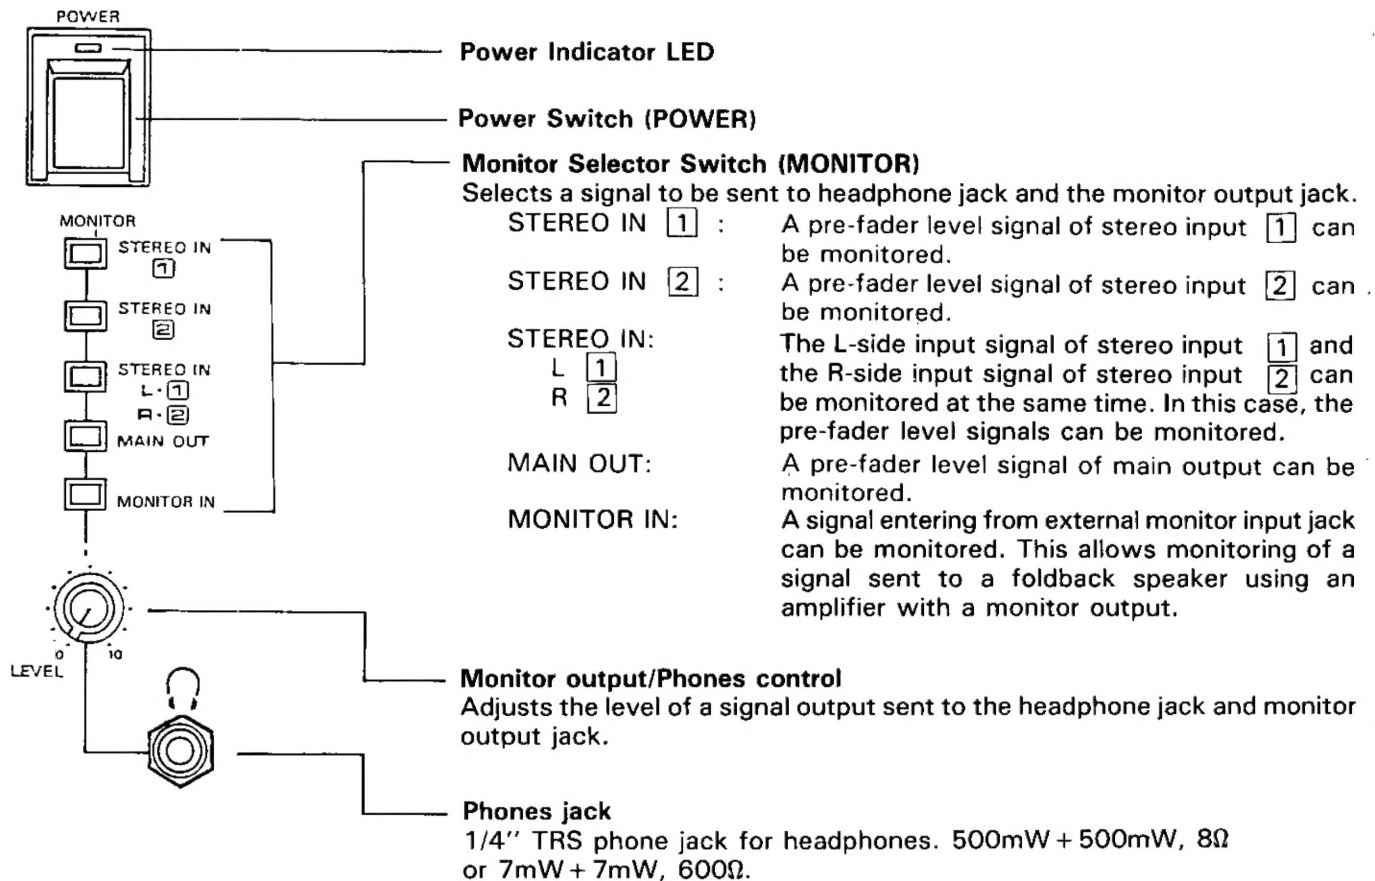 POWER
Power Indicator LED
Power Switch (POWER)
Monitor Selector Switch (MONITOR)
Selects a signal to be sent to headphone jack and the monitor output jack.
STEREO IN 1 : A pre-fader level signal of stereo input 1 can
be monitored.
STEREO IN 2 : A pre-fader level signal of stereo input 2 can
be monitored.
STEREO IN: The L-side input signal of stereo input 1 and
L 1 the R-side input signal of stereo input 2 can
R 2 be monitored at the same time. In this case, the
pre-fader level signals can be monitored.
MAIN OUT: A pre-fader level signal of main output can be
monitored.
MONITOR IN: A signal entering from external monitor input jack
can be monitored. This allows monitoring of a
signal sent to a foldback speaker using an
amplifier with a monitor output.
MONITOR
STEREO IN
1
STEREO IN
2
STEREO IN
L·1
R·2
MAIN OUT
MONITOR IN
0 10
LEVEL
Monitor output/Phones control
Adjusts the level of a signal output sent to the headphone jack and monitor
output jack.
Phones jack
1/4'' TRS phone jack for headphones. 500mW + 500mW, 8Ω
or 7mW + 7mW, 600Ω.